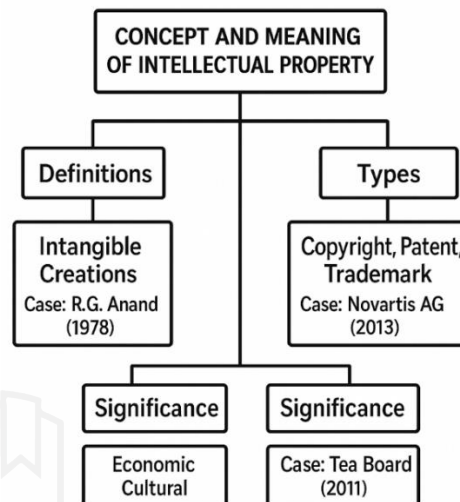 CONCEPT AND MEANING
OF INTELLECTUAL PROPERTY
Definitions
Types
Intangible
Creations
Case: R.G. Anand
(1978)
Copyright, Patent,
Trademark
Case: Novartis AG
(2013)
Significance
Significance
Economic
Cultural
Case: Tea Board
(2011)